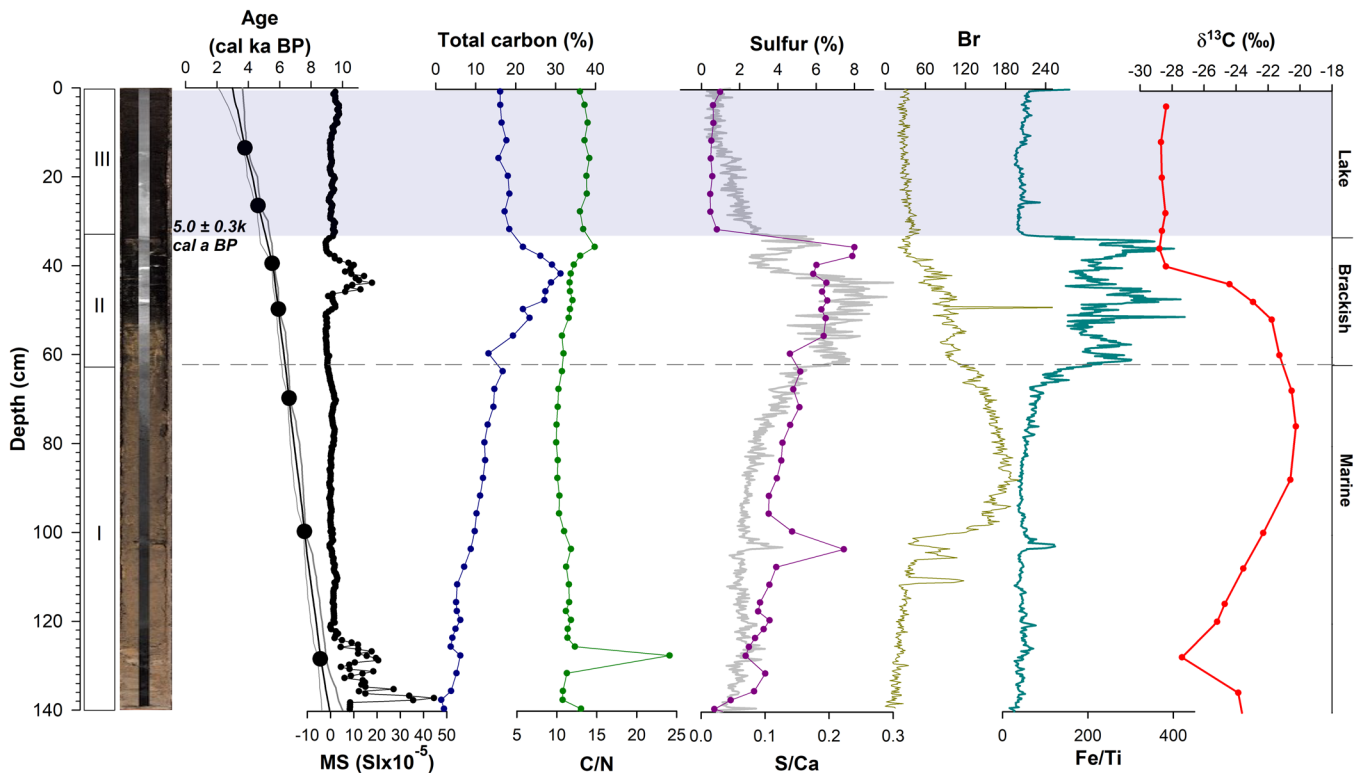 Age
(cal ka BP)
Total carbon (%)
Sulfur (%)
Br
δ¹³C (‰)
0 2 4 6 8 10
0 10 20 30 40
0 2 4 6 8
0 60 120 180 240
-30 -28 -26 -24 -22 -20 -18
0
20
40
60
80
100
120
140
Depth (cm)
III
II
I
5.0 ± 0.3k
cal a BP
Lake
Brackish
Marine
-10 0 10 20 30 40 50
5 10 15 20 25
0.0 0.1 0.2 0.3
0 200 400
MS (SIx10⁻⁵)
C/N
S/Ca
Fe/Ti